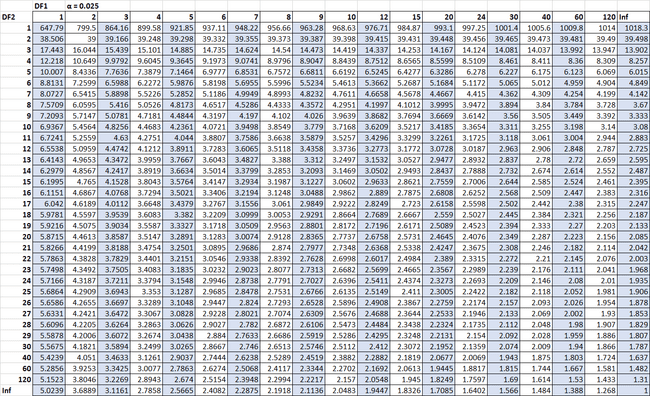 DF1 α = 0.025
DF2 1 2 3 4 5 6 7 8 9 10 12 15 20 24 30 40 60 120 Inf
1 647.79 799.5 864.16 899.58 921.85 937.11 948.22 956.66 963.28 968.63 976.71 984.87 993.1 997.25 1001.4 1005.6 1009.8 1014 1018.3
2 38.506 39 39.166 39.248 39.298 39.332 39.355 39.373 39.387 39.398 39.415 39.431 39.448 39.456 39.465 39.473 39.481 39.49 39.498
3 17.443 16.044 15.439 15.101 14.885 14.735 14.624 14.54 14.473 14.419 14.337 14.253 14.167 14.124 14.081 14.037 13.992 13.947 13.902
4 12.218 10.649 9.9792 9.6045 9.3645 9.1973 9.0741 8.9796 8.9047 8.8439 8.7512 8.6565 8.5599 8.5109 8.461 8.411 8.36 8.309 8.257
5 10.007 8.4336 7.7636 7.3879 7.1464 6.9777 6.8531 6.7572 6.6811 6.6192 6.5245 6.4277 6.3286 6.278 6.227 6.175 6.123 6.069 6.015
6 8.8131 7.2599 6.5988 6.2272 5.9876 5.8198 5.6955 5.5996 5.5234 5.4613 5.3662 5.2687 5.1684 5.1172 5.065 5.012 4.959 4.904 4.849
7 8.0727 6.5415 5.8898 5.5226 5.2852 5.1186 4.9949 4.8993 4.8232 4.7611 4.6658 4.5678 4.4667 4.415 4.362 4.309 4.254 4.199 4.142
8 7.5709 6.0595 5.416 5.0526 4.8173 4.6517 4.5286 4.4333 4.3572 4.2951 4.1997 4.1012 3.9995 3.9472 3.894 3.84 3.784 3.728 3.67
9 7.2093 5.7147 5.0781 4.7181 4.4844 4.3197 4.197 4.102 4.026 3.9639 3.8682 3.7694 3.6669 3.6142 3.56 3.505 3.449 3.392 3.333
10 6.9367 5.4564 4.8256 4.4683 4.2361 4.0721 3.9498 3.8549 3.779 3.7168 3.6209 3.5217 3.4185 3.3654 3.311 3.255 3.198 3.14 3.08
11 6.7241 5.2559 4.63 4.2751 4.044 3.8807 3.7586 3.6638 3.5879 3.5257 3.4296 3.3299 3.2261 3.1725 3.118 3.061 3.004 2.944 2.883
12 6.5538 5.0959 4.4742 4.1212 3.8911 3.7283 3.6065 3.5118 3.4358 3.3736 3.2773 3.1772 3.0728 3.0187 2.963 2.906 2.848 2.787 2.725
13 6.4143 4.9653 4.3472 3.9959 3.7667 3.6043 3.4827 3.388 3.312 3.2497 3.1532 3.0527 2.9477 2.8932 2.837 2.78 2.72 2.659 2.595
14 6.2979 4.8567 4.2417 3.8919 3.6634 3.5014 3.3799 3.2853 3.2093 3.1469 3.0502 2.9493 2.8437 2.7888 2.732 2.674 2.614 2.552 2.487
15 6.1995 4.765 4.1528 3.8043 3.5764 3.4147 3.2934 3.1987 3.1227 3.0602 2.9633 2.8621 2.7559 2.7006 2.644 2.585 2.524 2.461 2.395
16 6.1151 4.6867 4.0768 3.7294 3.5021 3.3406 3.2194 3.1248 3.0488 2.9862 2.889 2.7875 2.6808 2.6252 2.568 2.509 2.447 2.383 2.316
17 6.042 4.6189 4.0112 3.6648 3.4379 3.2767 3.1556 3.061 2.9849 2.9222 2.8249 2.723 2.6158 2.5598 2.502 2.442 2.38 2.315 2.247
18 5.9781 4.5597 3.9539 3.6083 3.382 3.2209 3.0999 3.0053 2.9291 2.8664 2.7689 2.6667 2.559 2.5027 2.445 2.384 2.321 2.256 2.187
19 5.9216 4.5075 3.9034 3.5587 3.3327 3.1718 3.0509 2.9563 2.8801 2.8172 2.7196 2.6171 2.5089 2.4523 2.394 2.333 2.27 2.203 2.133
20 5.8715 4.4613 3.8587 3.5147 3.2891 3.1283 3.0074 2.9128 2.8365 2.7737 2.6758 2.5731 2.4645 2.4076 2.349 2.287 2.223 2.156 2.085
21 5.8266 4.4199 3.8188 3.4754 3.2501 3.0895 2.9686 2.874 2.7977 2.7348 2.6368 2.5338 2.4247 2.3675 2.308 2.246 2.182 2.114 2.042
22 5.7863 4.3828 3.7829 3.4401 3.2151 3.0546 2.9338 2.8392 2.7628 2.6998 2.6017 2.4984 2.389 2.3315 2.272 2.21 2.145 2.076 2.003
23 5.7498 4.3492 3.7505 3.4083 3.1835 3.0232 2.9023 2.8077 2.7313 2.6682 2.5699 2.4665 2.3567 2.2989 2.239 2.176 2.111 2.041 1.968
24 5.7166 4.3187 3.7211 3.3794 3.1548 2.9946 2.8738 2.7791 2.7027 2.6396 2.5411 2.4374 2.3273 2.2693 2.209 2.146 2.08 2.01 1.935
25 5.6864 4.2909 3.6943 3.353 3.1287 2.9685 2.8478 2.7531 2.6766 2.6135 2.5149 2.411 2.3005 2.2422 2.182 2.118 2.052 1.981 1.906
26 5.6586 4.2655 3.6697 3.3289 3.1048 2.9447 2.824 2.7293 2.6528 2.5896 2.4908 2.3867 2.2759 2.2174 2.157 2.093 2.026 1.954 1.878
27 5.6331 4.2421 3.6472 3.3067 3.0828 2.9228 2.8021 2.7074 2.6309 2.5676 2.4688 2.3644 2.2533 2.1946 2.133 2.069 2.002 1.93 1.853
28 5.6096 4.2205 3.6264 3.2863 3.0626 2.9027 2.782 2.6872 2.6106 2.5473 2.4484 2.3438 2.2324 2.1735 2.112 2.048 1.98 1.907 1.829
29 5.5878 4.2006 3.6072 3.2674 3.0438 2.884 2.7633 2.6686 2.5919 2.5286 2.4295 2.3248 2.2131 2.154 2.092 2.028 1.959 1.886 1.807
30 5.5675 4.1821 3.5894 3.2499 3.0265 2.8667 2.746 2.6513 2.5746 2.5112 2.412 2.3072 2.1952 2.1359 2.074 2.009 1.94 1.866 1.787
40 5.4239 4.051 3.4633 3.1261 2.9037 2.7444 2.6238 2.5289 2.4519 2.3882 2.2882 2.1819 2.0677 2.0069 1.943 1.875 1.803 1.724 1.637
60 5.2856 3.9253 3.3425 3.0077 2.7863 2.6274 2.5068 2.4117 2.3344 2.2702 2.1692 2.0613 1.9445 1.8817 1.815 1.744 1.667 1.581 1.482
120 5.1523 3.8046 3.2269 2.8943 2.674 2.5154 2.3948 2.2994 2.2217 2.157 2.0548 1.945 1.8249 1.7597 1.69 1.614 1.53 1.433 1.31
Inf 5.0239 3.6889 3.1161 2.7858 2.5665 2.4082 2.2875 2.1918 2.1136 2.0483 1.9447 1.8326 1.7085 1.6402 1.566 1.484 1.388 1.268 1